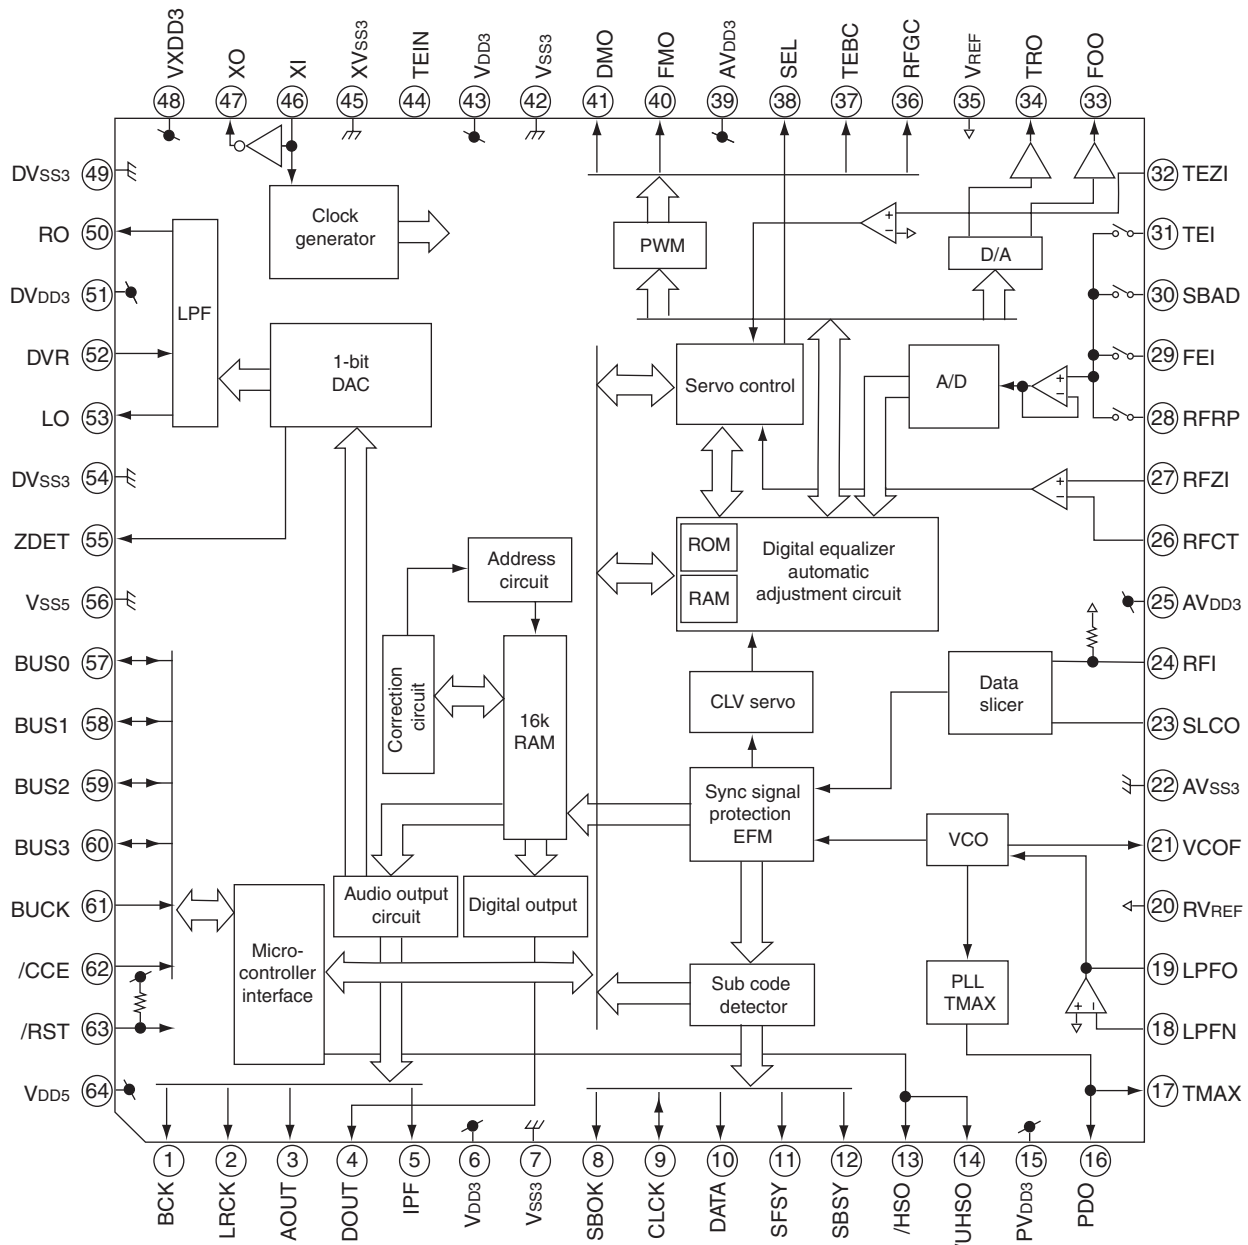 VXDD3
XO
XI
XVSS3
TEIN
VDD3
VSS3
DMO
FMO
AVDD3
SEL
TEBC
RFGC
VREF
TRO
FOO
48
47
46
45
44
43
42
41
40
39
38
37
36
35
34
33
DVSS3 49
RO 50
DVDD3 51
DVR 52
LO 53
DVSS3 54
ZDET 55
VSS5 56
BUS0 57
BUS1 58
BUS2 59
BUS3 60
BUCK 61
/CCE 62
/RST 63
VDD5 64
Clock
generator
LPF
1-bit
DAC
PWM
D/A
+
−
Servo control
A/D
+
−
+
−
ROM
RAM
Digital equalizer
automatic
adjustment circuit
Address
circuit
Correction
circuit
16k
RAM
CLV servo
Data
slicer
Sync signal
protection
EFM
VCO
Audio output
circuit
Digital output
Micro-
controller
interface
Sub code
detector
PLL
TMAX
+
−
32 TEZI
31 TEI
30 SBAD
29 FEI
28 RFRP
27 RFZI
26 RFCT
25 AVDD3
24 RFI
23 SLCO
22 AVSS3
21 VCOF
20 RVREF
19 LPFO
18 LPFN
17 TMAX
1
2
3
4
5
6
7
8
9
10
11
12
13
14
15
16
BCK
LRCK
AOUT
DOUT
IPF
VDD3
VSS3
SBOK
CLCK
DATA
SFSY
SBSY
/HSO
/UHSO
PVDD3
PDO